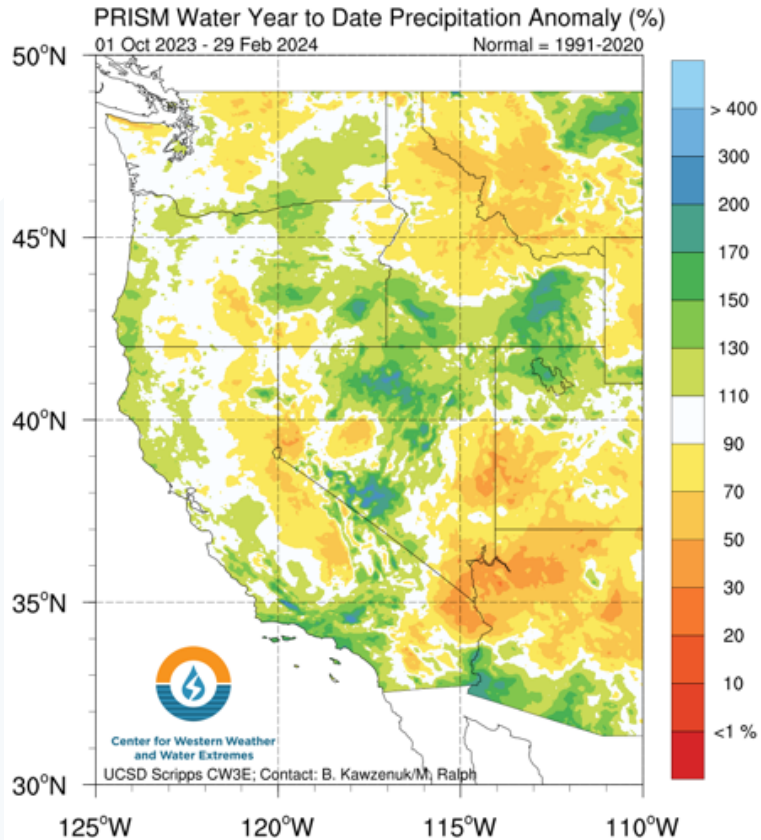 PRISM Water Year to Date Precipitation Anomaly (%)
01 Oct 2023 - 29 Feb 2024 Normal = 1991-2020
50°N
45°N
40°N
35°N
30°N
125°W 120°W 115°W 110°W
> 400
300
200
170
150
130
110
90
70
50
30
20
10
<1 %
Center for Western Weather
and Water Extremes
UCSD Scripps CW3E; Contact: B. Kawzenuk/M. Ralph